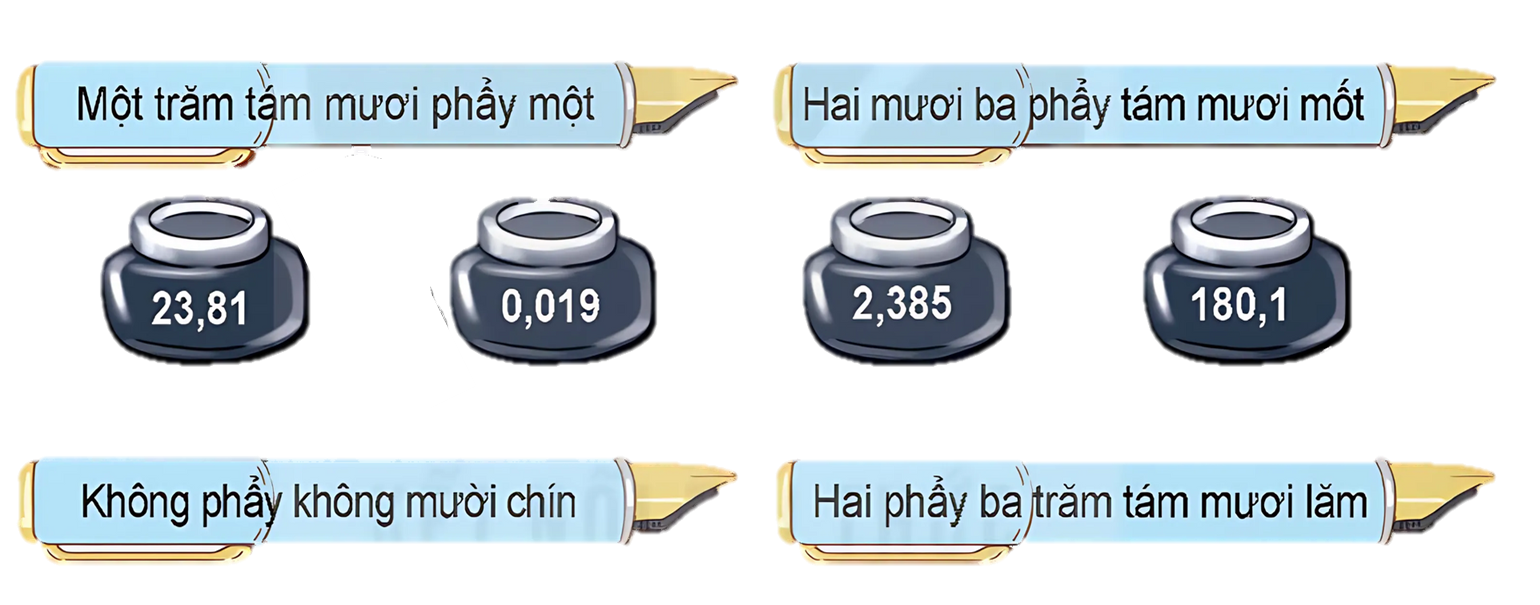 Một trăm tám mươi phẩy một
Hai mươi ba phẩy tám mươi mốt
23,81
0,019
2,385
180,1
Không phẩy không mười chín
Hai phẩy ba trăm tám mươi lăm